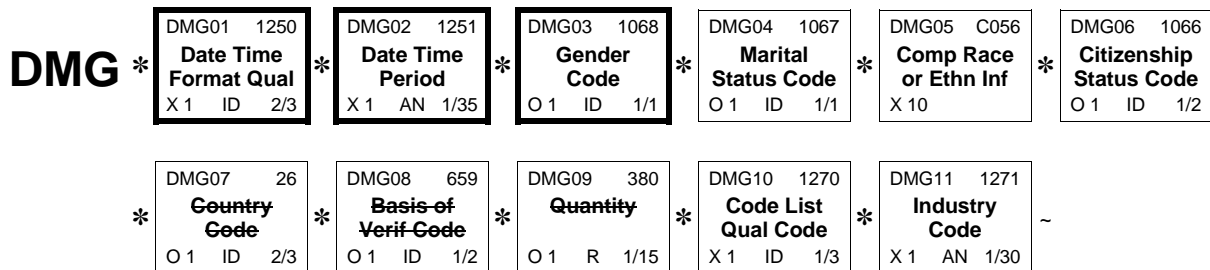 DMG01 1250 DMG02 1251 DMG03 1068 DMG04 1067 DMG05 C056 DMG06 1066
DMG * Date Time * Date Time * Gender * Marital * Comp Race * Citizenship
Format Qual Period Code Status Code or Ethn Inf Status Code
X 1 ID 2/3 X 1 AN 1/35 O 1 ID 1/1 O 1 ID 1/1 X 10 O 1 ID 1/2
DMG07 26 DMG08 659 DMG09 380 DMG10 1270 DMG11 1271
* Country * Basis of * Quantity * Code List * Industry ~
Code Verif Code Qual Code Code
O 1 ID 2/3 O 1 ID 1/2 O 1 R 1/15 X 1 ID 1/3 X 1 AN 1/30